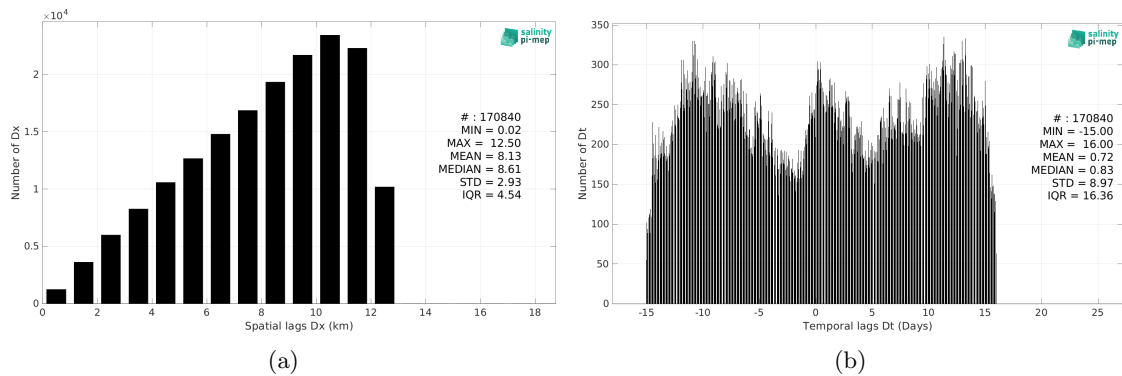 ×10⁴
2
1.5
1
0.5
0
Number of Dx
salinity
pi-mep
# : 170840
MIN = 0.02
MAX = 12.50
MEAN = 8.13
MEDIAN = 8.61
STD = 2.93
IQR = 4.54
0 2 4 6 8 10 12 14 16 18
Spatial lags Dx (km)
(a)
350
300
250
200
150
100
50
0
Number of Dt
salinity
pi-mep
# : 170840
MIN = -15.00
MAX = 16.00
MEAN = 0.72
MEDIAN = 0.83
STD = 8.97
IQR = 16.36
-15 -10 -5 0 5 10 15 20 25
Temporal lags Dt (Days)
(b)